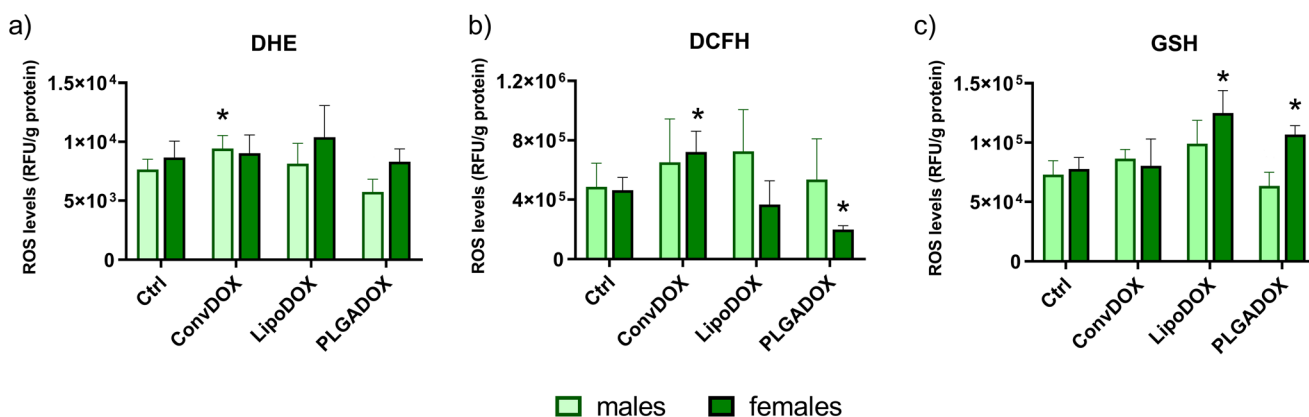 a)
DHE
ROS levels (RFU/g protein)
1.5×10⁴
1×10⁴
5×10³
0
*
Ctrl
ConvDOX
LipoDOX
PLGADOX
b)
DCFH
ROS levels (RFU/g protein)
1.2×10⁶
8×10⁵
4×10⁵
0
*
*
Ctrl
ConvDOX
LipoDOX
PLGADOX
c)
GSH
ROS levels (RFU/g protein)
1.5×10⁵
1×10⁵
5×10⁴
0
*
*
Ctrl
ConvDOX
LipoDOX
PLGADOX
males
females